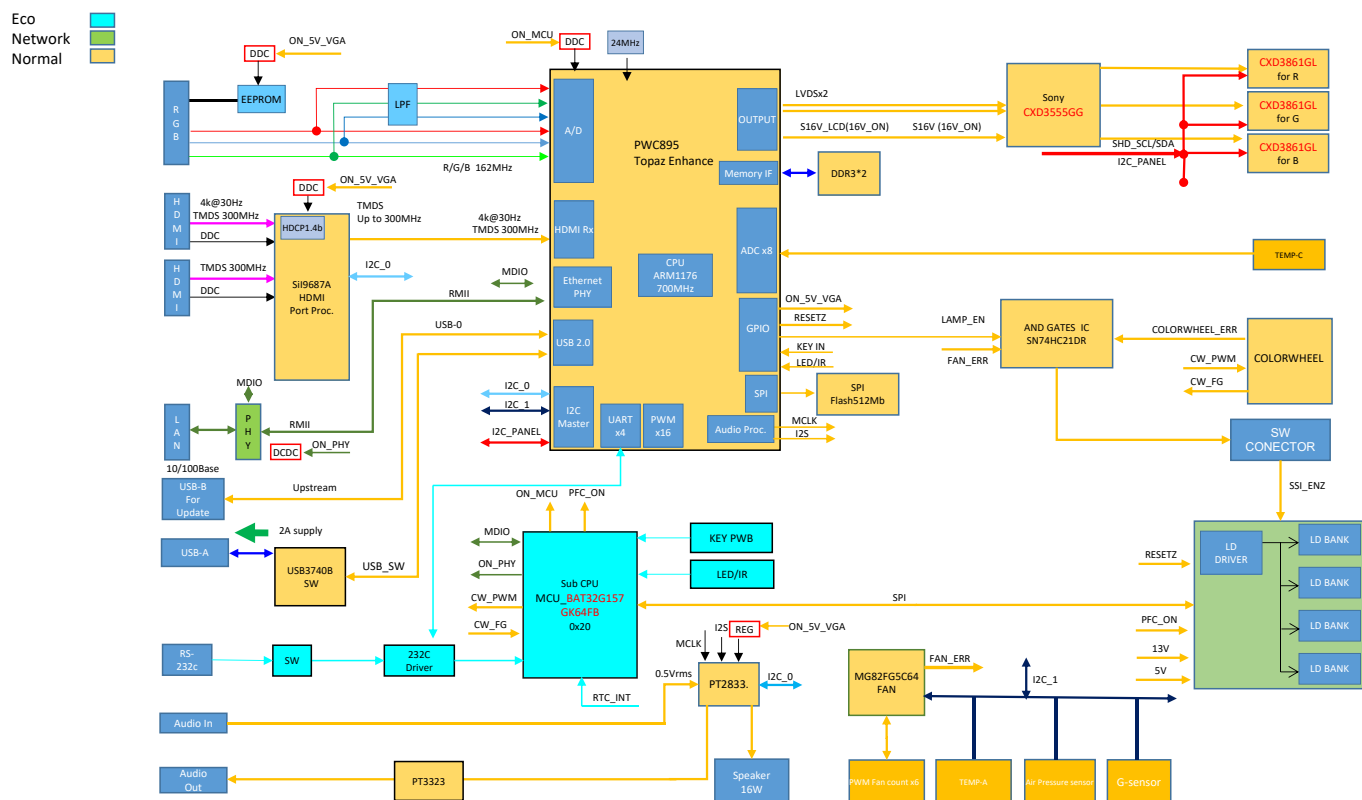 Eco
Network
Normal
ON_5V_VGA
DDC
EEPROM
LPF
R
G
B
R/G/B 162MHz
ON_MCU
DDC
24MHz
A/D
PWC895
Topaz Enhance
OUTPUT
Memory IF
LVDSx2
S16V_LCD(16V_ON)
S16V (16V_ON)
DDR3*2
Sony
CXD3555GG
CXD3861GL
for R
CXD3861GL
for G
CXD3861GL
for B
SHD_SCL/SDA
I2C_PANEL
H
D
M
I
4k@30Hz
TMDS 300MHz
DDC
DDC
ON_5V_VGA
HDCP1.4b
TMDS
Up to 300MHz
4k@30Hz
TMDS 300MHz
HDMI Rx
H
D
M
I
TMDS 300MHz
DDC
SiI9687A
HDMI
Port Proc.
I2C_0
MDIO
RMII
Ethernet
PHY
CPU
ARM1176
700MHz
ADC x8
TEMP-C
USB-0
USB 2.0
GPIO
ON_5V_VGA
RESETZ
KEY IN
LED/IR
LAMP_EN
FAN_ERR
AND GATES  IC
SN74HC21DR
COLORWHEEL_ERR
CW_PWM
CW_FG
COLORWHEEL
MDIO
L
A
N
P
H
Y
RMII
DCDC
ON_PHY
10/100Base
I2C_0
I2C_1
I2C_PANEL
I2C
Master
UART
x4
PWM
x16
SPI
Audio Proc.
SPI
Flash512Mb
MCLK
I2S
SW
CONECTOR
SSI_ENZ
USB-B
For
Update
Upstream
2A supply
USB-A
USB3740B
SW
USB_SW
ON_MCU
PFC_ON
MDIO
ON_PHY
CW_PWM
CW_FG
Sub CPU
MCU_BAT32G157
GK64FB
0x20
KEY PWB
LED/IR
SPI
RTC_INT
RS-
232c
SW
232C
Driver
RESETZ
PFC_ON
13V
5V
LD
DRIVER
LD BANK
LD BANK
LD BANK
LD BANK
MCLK
I2S
REG
ON_5V_VGA
0.5Vrms
PT2833.
I2C_0
Audio In
Audio
Out
PT3323
Speaker
16W
MG82FG5C64
FAN
FAN_ERR
I2C_1
PWM Fan count x6
TEMP-A
Air Pressure sensor
G-sensor